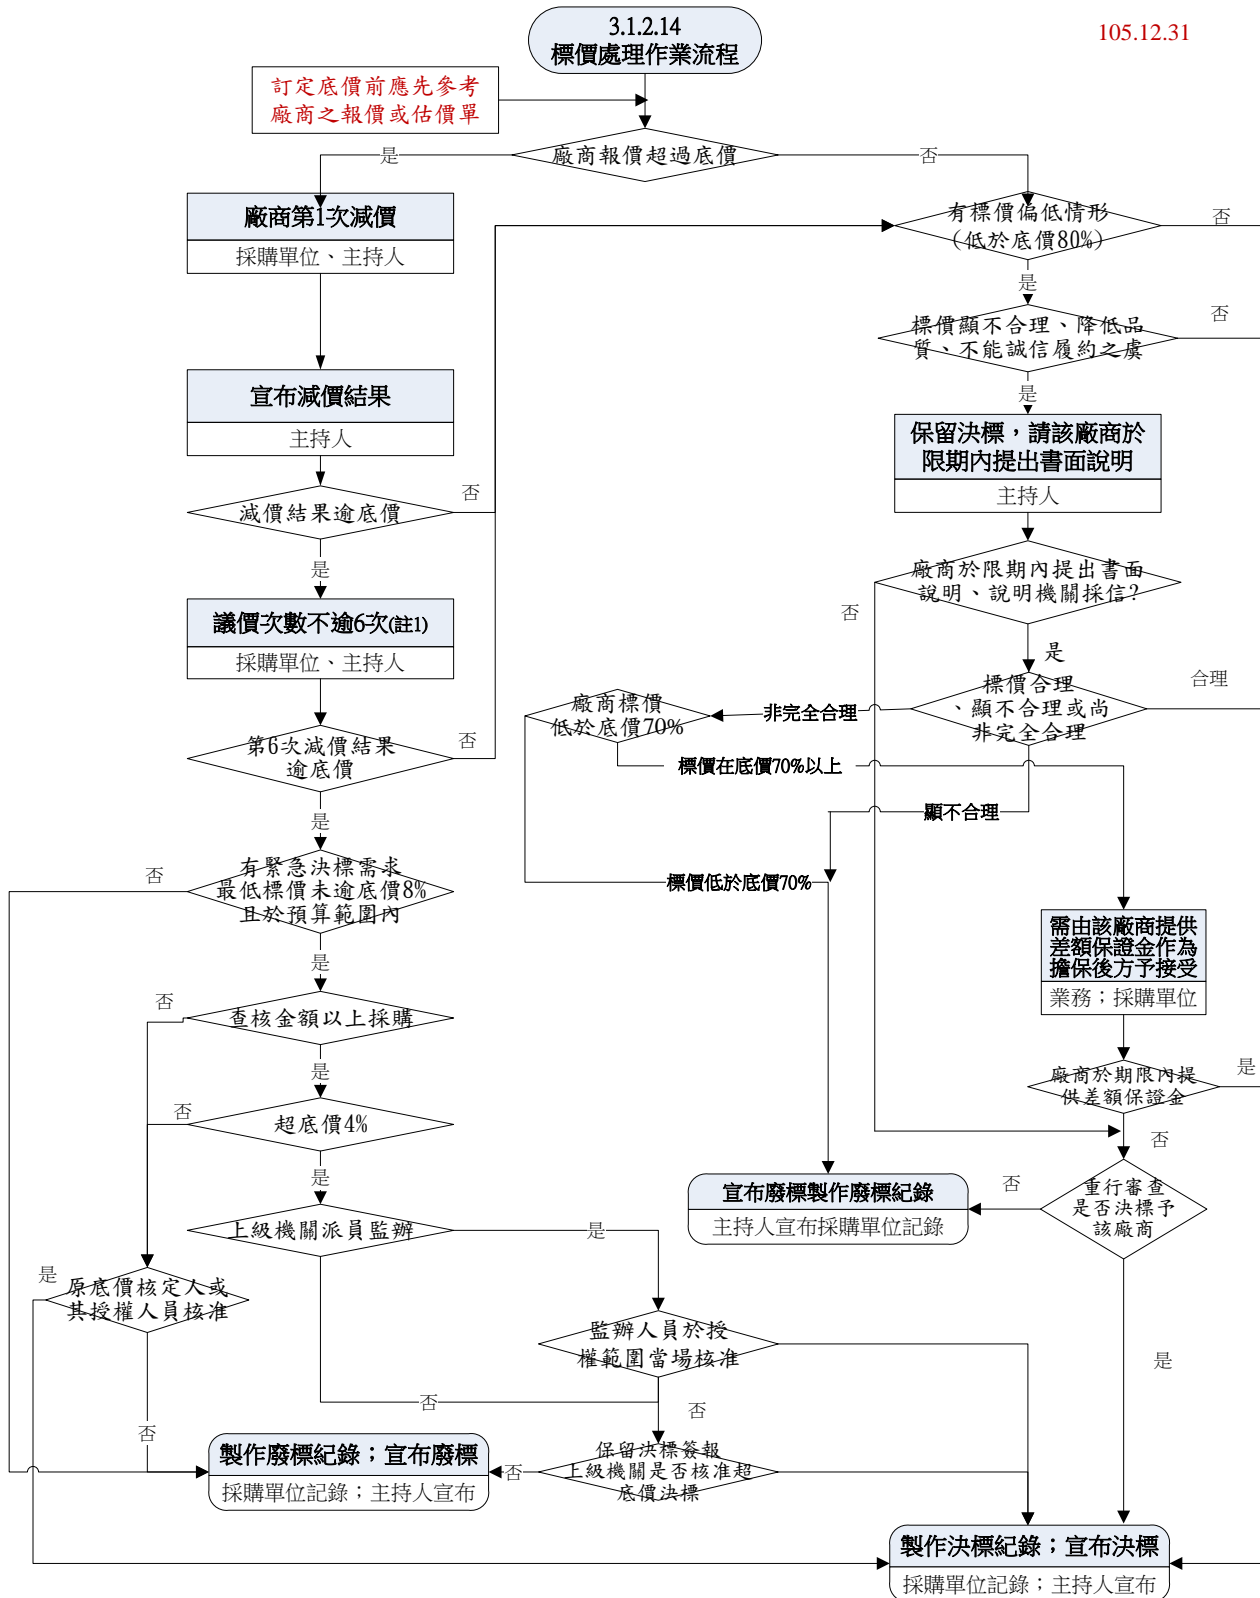 3.1.2.14
標價處理作業流程
105.12.31
訂定底價前應先參考
廠商之報價或估價單
廠商報價超過底價
是
否
廠商第1次減價
採購單位、主持人
有標價偏低情形
(低於底價80%)
否
是
標價顯不合理、降低品
質、不能誠信履約之虞
否
是
宣布減價結果
主持人
保留決標，請該廠商於
限期內提出書面說明
主持人
減價結果逾底價
否
是
廠商於限期內提出書面
說明、說明機關採信?
否
是
議價次數不逾6次(註1)
採購單位、主持人
標價合理
、顯不合理或尚
非完全合理
合理
非完全合理
廠商標價
低於底價70%
標價在底價70%以上
顯不合理
標價低於底價70%
第6次減價結果
逾底價
否
是
有緊急決標需求
最低標價未逾底價8%
且於預算範圍內
否
是
需由該廠商提供
差額保證金作為
擔保後方予接受
業務；採購單位
查核金額以上採購
否
是
廠商於期限內提
供差額保證金
是
否
超底價4%
否
是
宣布廢標製作廢標紀錄
主持人宣布採購單位記錄
否
重行審查
是否決標予
該廠商
是
上級機關派員監辦
是
否
原底價核定人或
其授權人員核准
是
否
監辦人員於授
權範圍當場核准
否
保留決標簽報
上級機關是否核准超
底價決標
否
製作廢標紀錄；宣布廢標
採購單位記錄；主持人宣布
製作決標紀錄；宣布決標
採購單位記錄；主持人宣布